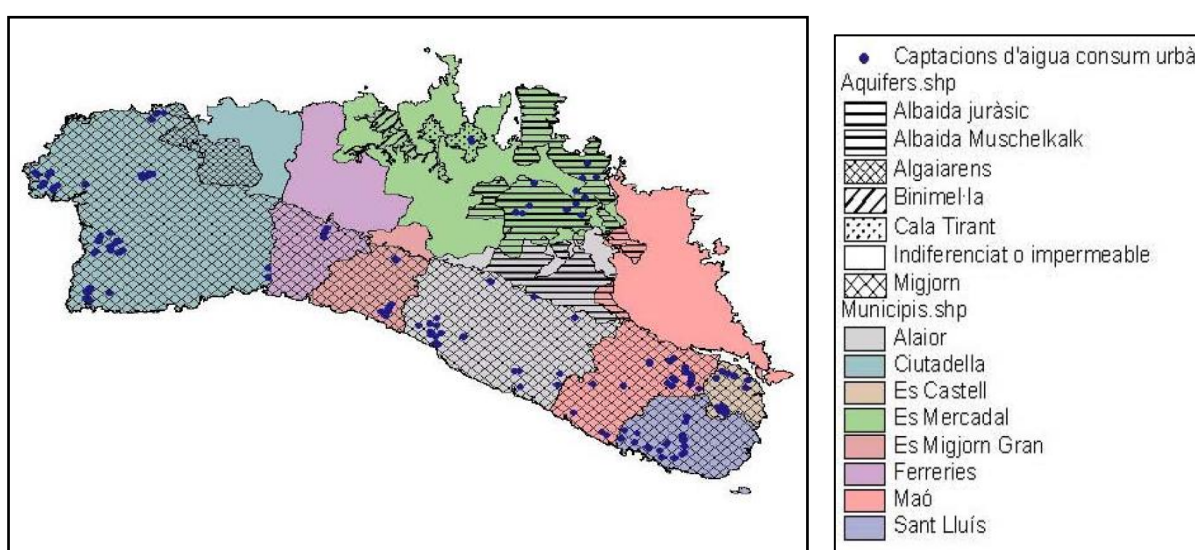 Captacions d'aigua consum urbà
Aquifers.shp
Albaida juràsic
Albaida Muschelkalk
Algaiarens
Binimel·la
Cala Tirant
Indiferenciat o impermeable
Migjorn
Municipis.shp
Alaior
Ciutadella
Es Castell
Es Mercadal
Es Migjorn Gran
Ferreries
Maó
Sant Lluís